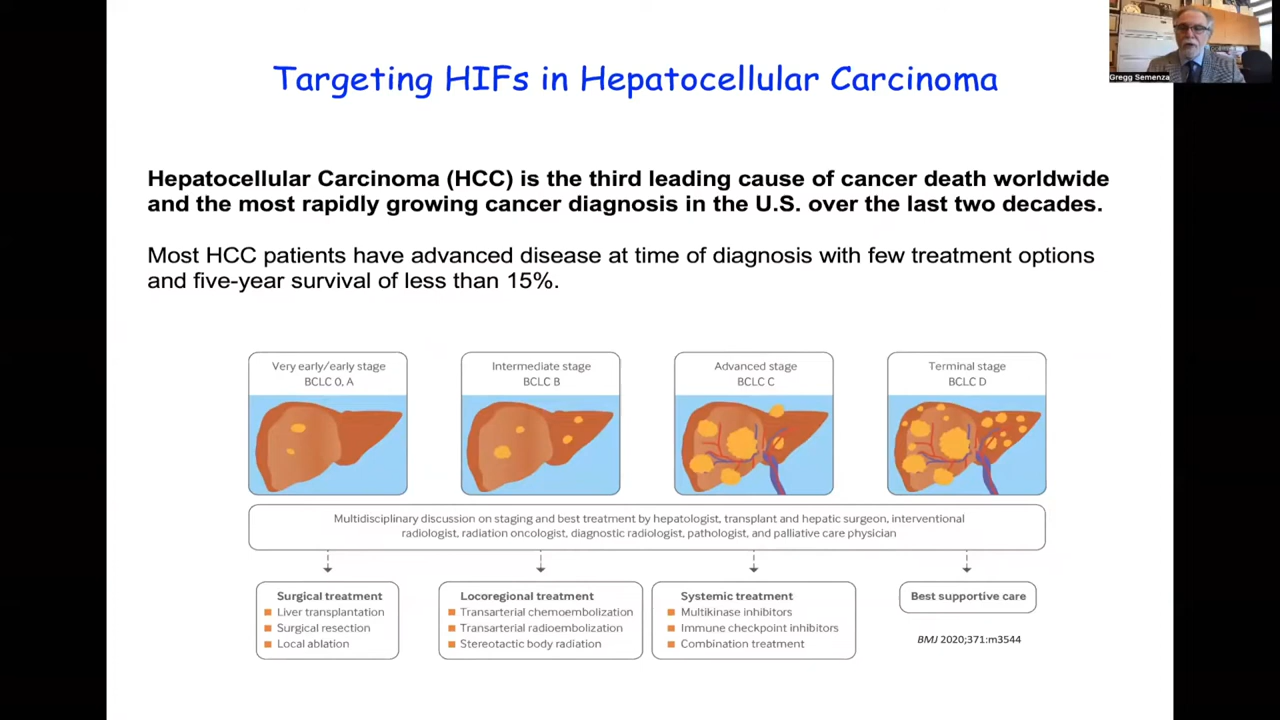 Gregg Semenza
Targeting HIFs in Hepatocellular Carcinoma
Hepatocellular Carcinoma (HCC) is the third leading cause of cancer death worldwide
and the most rapidly growing cancer diagnosis in the U.S. over the last two decades.
Most HCC patients have advanced disease at time of diagnosis with few treatment options
and five-year survival of less than 15%.
Very early/early stage
BCLC 0, A
Intermediate stage
BCLC B
Advanced stage
BCLC C
Terminal stage
BCLC D
Multidisciplinary discussion on staging and best treatment by hepatologist, transplant and hepatic surgeon, interventional
radiologist, radiation oncologist, diagnostic radiologist, pathologist, and palliative care physician
Surgical treatment
Liver transplantation
Surgical resection
Local ablation
Locoregional treatment
Transarterial chemoembolization
Transarterial radioembolization
Stereotactic body radiation
Systemic treatment
Multikinase inhibitors
Immune checkpoint inhibitors
Combination treatment
Best supportive care
BMJ 2020;371:m3544